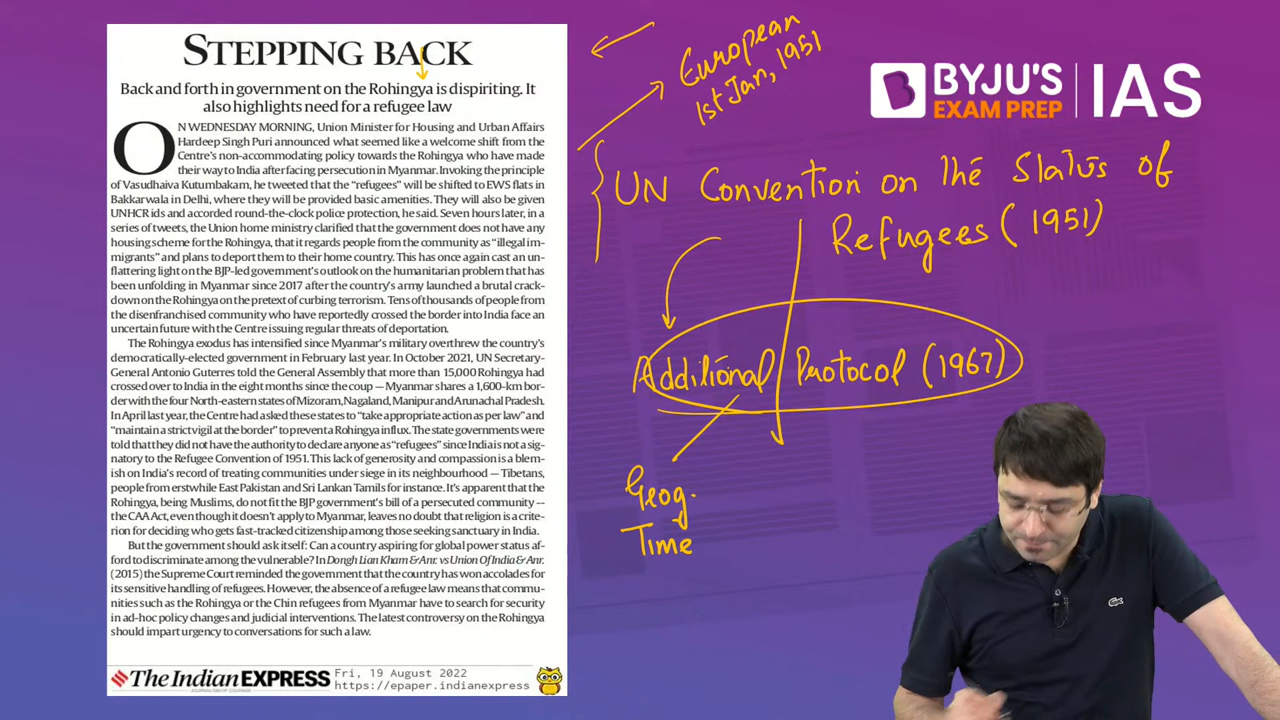 STEPPING BACK
Back and forth in government on the Rohingya is dispiriting. It
also highlights need for a refugee law
ON WEDNESDAY MORNING, Union Minister for Housing and Urban Affairs
Hardeep Singh Puri announced what seemed like a welcome shift from the
Centre's non-accommodating policy towards the Rohingya who have made
their way to India after facing persecution in Myanmar. Invoking the principle
of Vasudhaiva Kutumbakam, he tweeted that the "refugees" will be shifted to EWS flats in
Bakkarwala in Delhi, where they will be provided basic amenities. They will also be given
UNHCR ids and accorded round-the-clock police protection, he said. Seven hours later, in a
series of tweets, the Union home ministry clarified that the government does not have any
housing scheme for the Rohingya, that it regards people from the community as "illegal im-
migrants" and plans to deport them to their home country. This has once again cast an un-
flattering light on the BJP-led government's outlook on the humanitarian problem that has
been unfolding in Myanmar since 2017 after the country's army launched a brutal crack-
down on the Rohingya on the pretext of curbing terrorism. Tens of thousands of people from
the disenfranchised community who have reportedly crossed the border into India face an
uncertain future with the Centre issuing regular threats of deportation.
The Rohingya exodus has intensified since Myanmar's military overthrew the country's
democratically-elected government in February last year. In October 2021, UN Secretary-
General Antonio Guterres told the General Assembly that more than 15,000 Rohingya had
crossed over to India in the eight months since the coup — Myanmar shares a 1,600-km bor-
der with the four North-eastern states of Mizoram, Nagaland, Manipur and Arunachal Pradesh.
In April last year, the Centre had asked these states to "take appropriate action as per law" and
"maintain a strict vigil at the border" to prevent a Rohingya influx. The state governments were
told that they did not have the authority to declare anyone as "refugees" since India is not a sig-
natory to the Refugee Convention of 1951. This lack of generosity and compassion is a blem-
ish on India's record of treating communities under siege in its neighbourhood — Tibetans,
people from erstwhile East Pakistan and Sri Lankan Tamils for instance. It's apparent that the
Rohingya, being Muslims, do not fit the BJP government's bill of a persecuted community —
the CAA Act, even though it doesn't apply to Myanmar, leaves no doubt that religion is a crite-
rion for deciding who gets fast-tracked citizenship among those seeking sanctuary in India.
But the government should ask itself: Can a country aspiring for global power status af-
ford to discriminate among the vulnerable? In Dongh Lian Kham & Anr. vs Union Of India & Anr.
(2015) the Supreme Court reminded the government that the country has won accolades for
its sensitive handling of refugees. However, the absence of a refugee law means that commu-
nities such as the Rohingya or the Chin refugees from Myanmar have to search for security
in ad-hoc policy changes and judicial interventions. The latest controversy on the Rohingya
should impart urgency to conversations for such a law.
The Indian EXPRESS
JOURNALISM OF COURAGE
Fri, 19 August 2022
https://epaper.indianexpress
European
1st Jan, 1951
BYJU'S
EXAM PREP
IAS
UN Convention on the Status of
Refugees (1951)
Additional Protocol (1967)
Geog.
Time